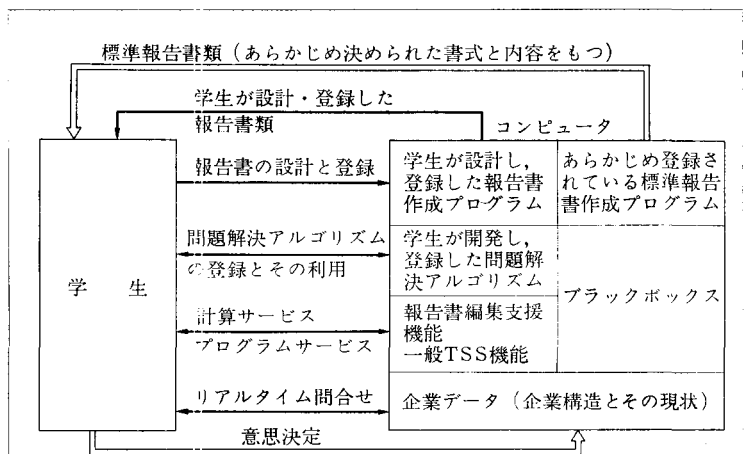 標準報告書類（あらかじめ決められた書式と内容をもつ）
学生が設計・登録した
報告書類
コンピュータ
報告書の設計と登録
学生が設計し，
登録した報告書
作成プログラム
あらかじめ登録さ
れている標準報告
書作成プログラム
問題解決アルゴリズム
の登録とその利用
学生が開発し，
登録した問題解
決アルゴリズム
学　生
ブラックボックス
計算サービス
プログラムサービス
報告書編集支援
機能
一般TSS機能
リアルタイム問合せ
企業データ（企業構造とその現状）
意思決定